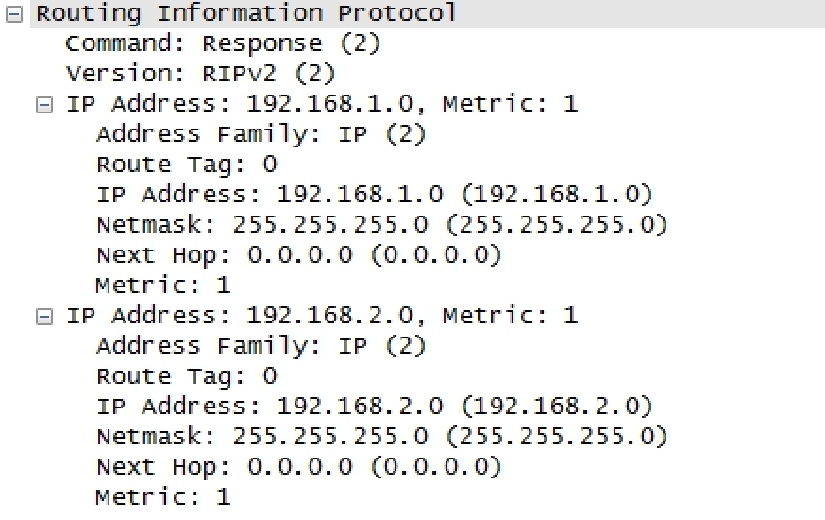 Routing Information Protocol
Command: Response (2)
Version: RIPv2 (2)
IP Address: 192.168.1.0, Metric: 1
Address Family: IP (2)
Route Tag: 0
IP Address: 192.168.1.0 (192.168.1.0)
Netmask: 255.255.255.0 (255.255.255.0)
Next Hop: 0.0.0.0 (0.0.0.0)
Metric: 1
IP Address: 192.168.2.0, Metric: 1
Address Family: IP (2)
Route Tag: 0
IP Address: 192.168.2.0 (192.168.2.0)
Netmask: 255.255.255.0 (255.255.255.0)
Next Hop: 0.0.0.0 (0.0.0.0)
Metric: 1